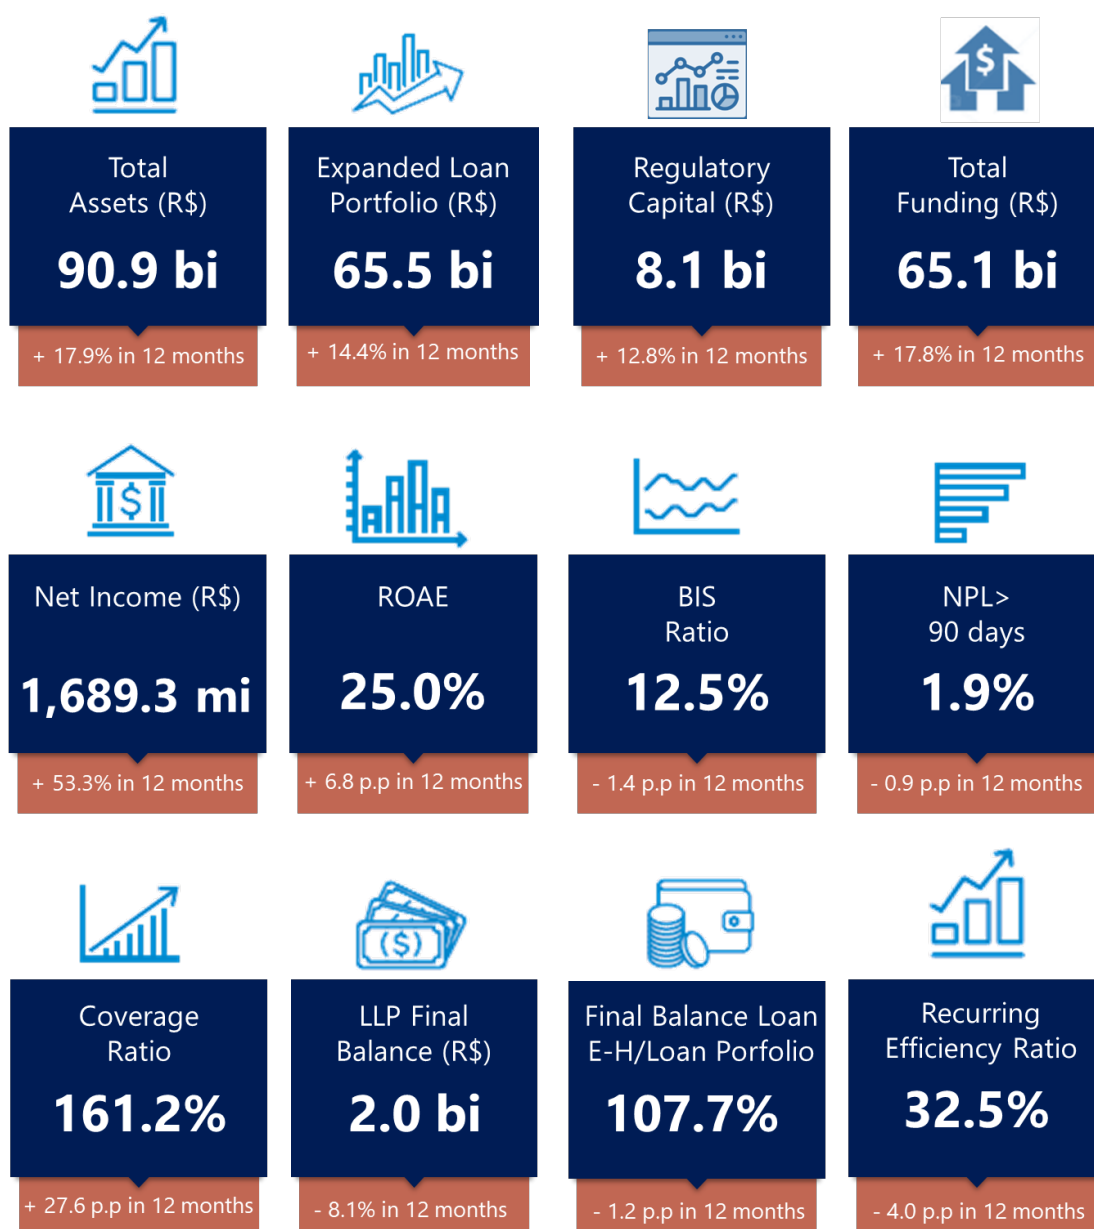 Total
Assets (R$)
90.9 bi
+ 17.9% in 12 months
Expanded Loan
Portfolio (R$)
65.5 bi
+ 14.4% in 12 months
Regulatory
Capital (R$)
8.1 bi
+ 12.8% in 12 months
$
Total
Funding (R$)
65.1 bi
+ 17.8% in 12 months
$
Net Income (R$)
1,689.3 mi
+ 53.3% in 12 months
ROAE
25.0%
+ 6.8 p.p in 12 months
BIS
Ratio
12.5%
- 1.4 p.p in 12 months
NPL>
90 days
1.9%
- 0.9 p.p in 12 months
Coverage
Ratio
161.2%
+ 27.6 p.p in 12 months
($)
LLP Final
Balance (R$)
2.0 bi
- 8.1% in 12 months
Final Balance Loan
E-H/Loan Porfolio
107.7%
- 1.2 p.p in 12 months
Recurring
Efficiency Ratio
32.5%
- 4.0 p.p in 12 months